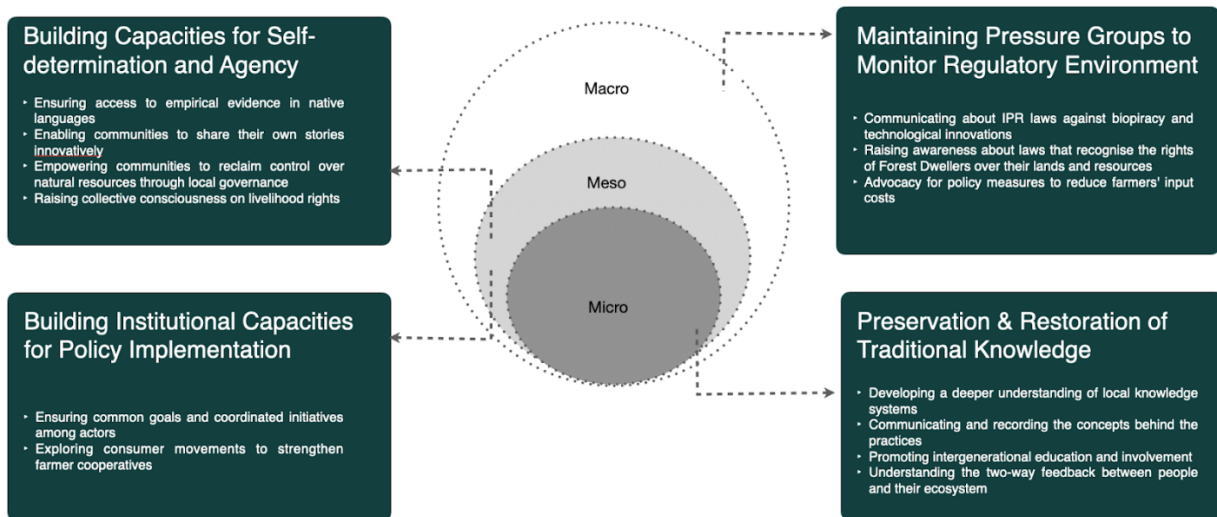 Building Capacities for Self-
determination and Agency
‣ Ensuring access to empirical evidence in native
languages
‣ Enabling communities to share their own stories
innovatively
‣ Empowering communities to reclaim control over
natural resources through local governance
‣ Raising collective consciousness on livelihood rights
Macro
Meso
Micro
Maintaining Pressure Groups to
Monitor Regulatory Environment
‣ Communicating about IPR laws against biopiracy and
technological innovations
‣ Raising awareness about laws that recognise the rights
of Forest Dwellers over their lands and resources
‣ Advocacy for policy measures to reduce farmers' input
costs
Building Institutional Capacities
for Policy Implementation
‣ Ensuring common goals and coordinated initiatives
among actors
‣ Exploring consumer movements to strengthen
farmer cooperatives
Preservation & Restoration of
Traditional Knowledge
‣ Developing a deeper understanding of local knowledge
systems
‣ Communicating and recording the concepts behind the
practices
‣ Promoting intergenerational education and involvement
‣ Understanding the two-way feedback between people
and their ecosystem